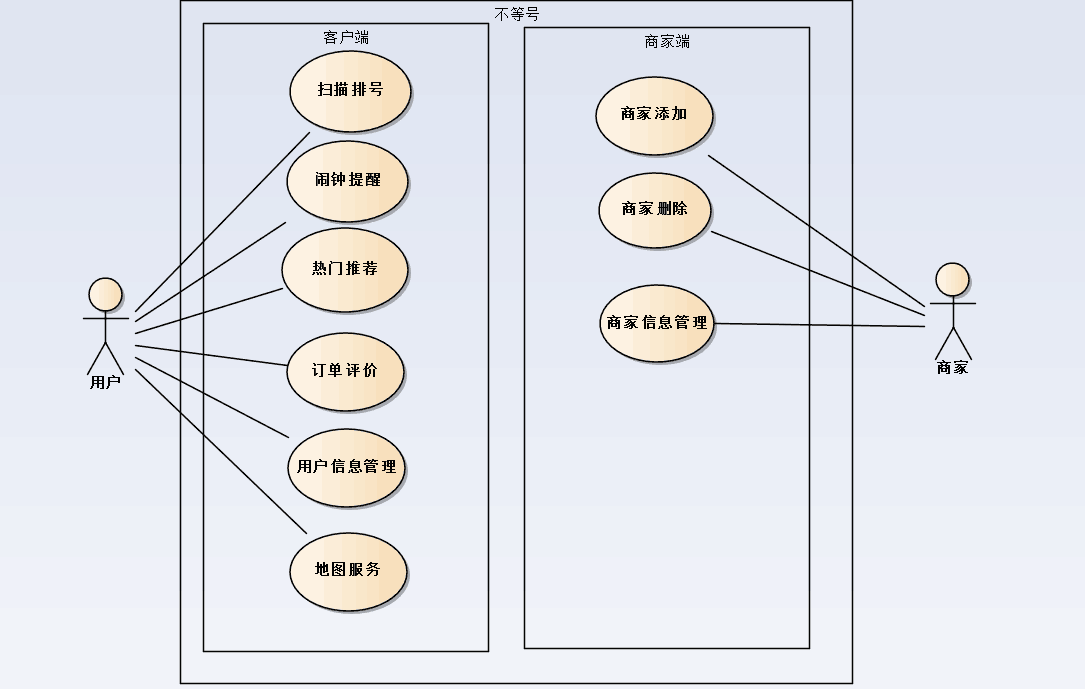 不等号
客户端
扫描排号
闹钟提醒
热门推荐
订单评价
用户信息管理
地图服务
用户
商家端
商家添加
商家删除
商家信息管理
商家